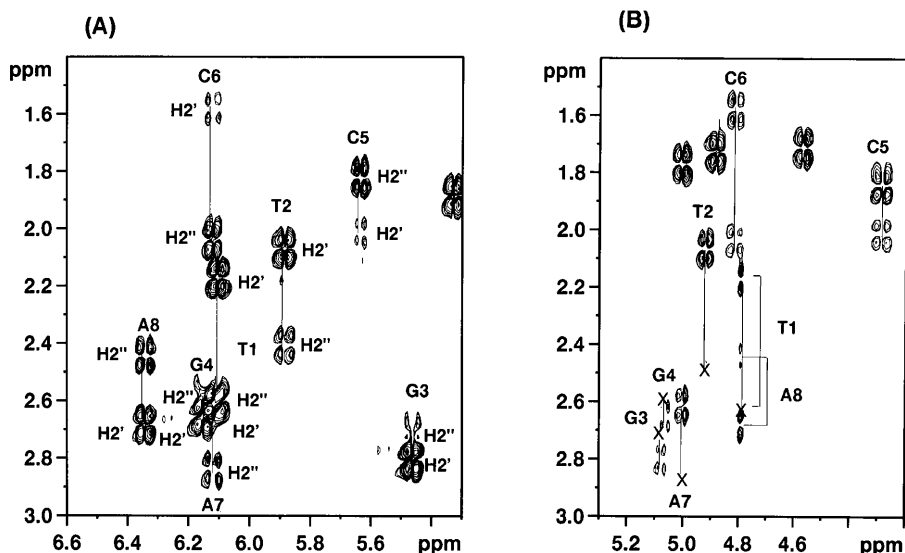 (A)
ppm
C6
H2'
1.6
C5
1.8
H2"
T2
2.0
H2"
H2'
H2'
H2'
2.2
A8
2.4
H2"
T1
H2"
G4
G3
2.6
H2"
H2"
H2'
H2'
H2'
H2"
2.8
H2"
H2'
A7
3.0
6.6
6.4
6.2
6.0
5.8
5.6
ppm
(B)
ppm
C6
1.6
C5
1.8
T2
2.0
2.2
T1
2.4
G4
A8
2.6
G3
2.8
A7
3.0
5.2
5.0
4.8
4.6
ppm